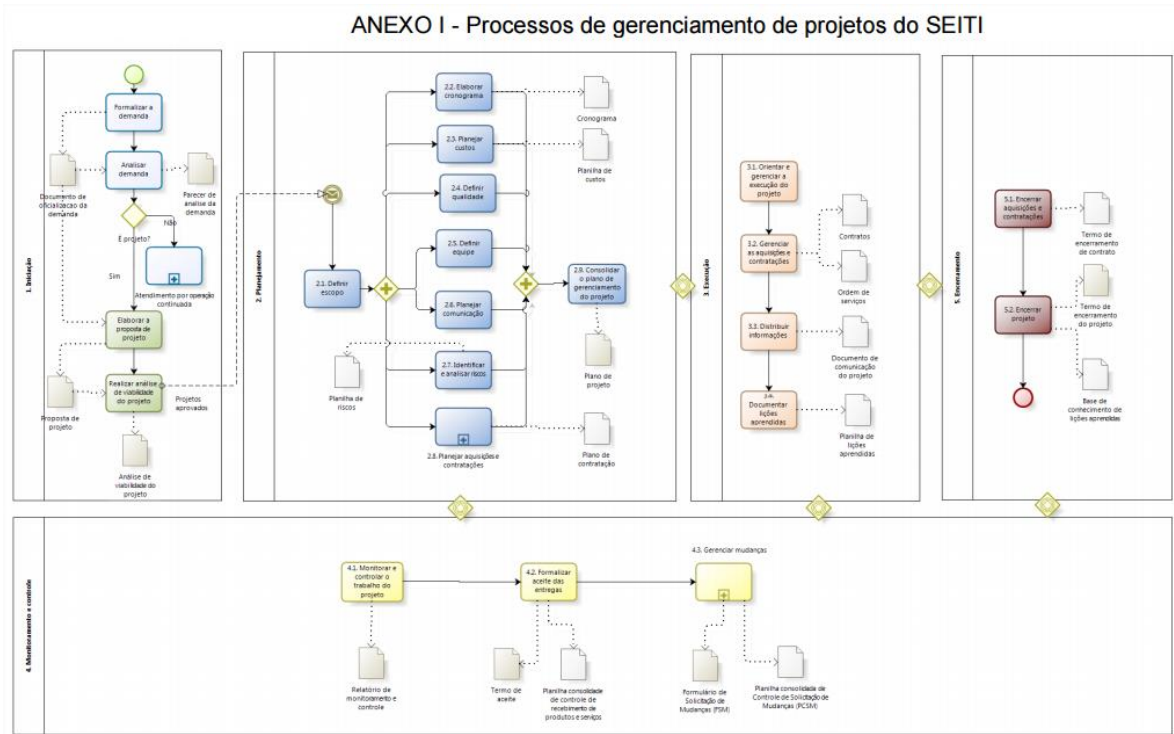 ANEXO I - Processos de gerenciamento de projetos do SEITI
1. Iniciação
Formalizar a
demanda
Analisar
demanda
Documento de
oficialização da
demanda
Parecer de
analise da
demanda
Não
É projeto?
Sim
Atendimento por operação
continuada
Elaborar a
proposta de
projeto
Realizar análise
de viabilidade
do projeto
Projetos
aprovados
Proposta de
projeto
Análise de
viabilidade do
projeto
2. Planejamento
2.1. Definir
escopo
2.2. Elaborar
cronograma
Cronograma
2.3. Planejar
custos
Planilha de
custos
2.4. Definir
qualidade
2.5. Definir
equipe
2.6. Planejar
comunicação
2.7. Identificar
e analisar riscos
Planilha de
riscos
2.8. Planejar aquisições e
contratações
Plano de
contratação
2.9. Consolidar
o plano de
gerenciamento
do projeto
Plano de
projeto
3. Execução
3.1. Orientar e
gerenciar a
execução do
projeto
3.2. Gerenciar
as aquisições e
contratações
Contratos
Ordem de
serviços
3.3. Distribuir
informações
Documento de
comunicação
do projeto
3.4.
Documentar
lições
aprendidas
Planilha de
lições
aprendidas
5. Encerramento
5.1. Encerrar
aquisições e
contratações
Termo de
encerramento
de contrato
5.2. Encerrar
projeto
Termo de
encerramento
do projeto
Base de
conhecimento de
lições aprendidas
4. Monitoramento e controle
4.1. Monitorar e
controlar o
trabalho do
projeto
Relatório de
monitoramento e
controle
4.2. Formalizar
aceite das
entregas
Termo de
aceite
Planilha consolidade
de controle de
recebimento de
produtos e serviços
4.3. Gerenciar mudanças
Formulário de
Solicitação de
Mudanças (FSM)
Planilha consolidade de
Controle de Solicitação de
Mudanças (PCSM)